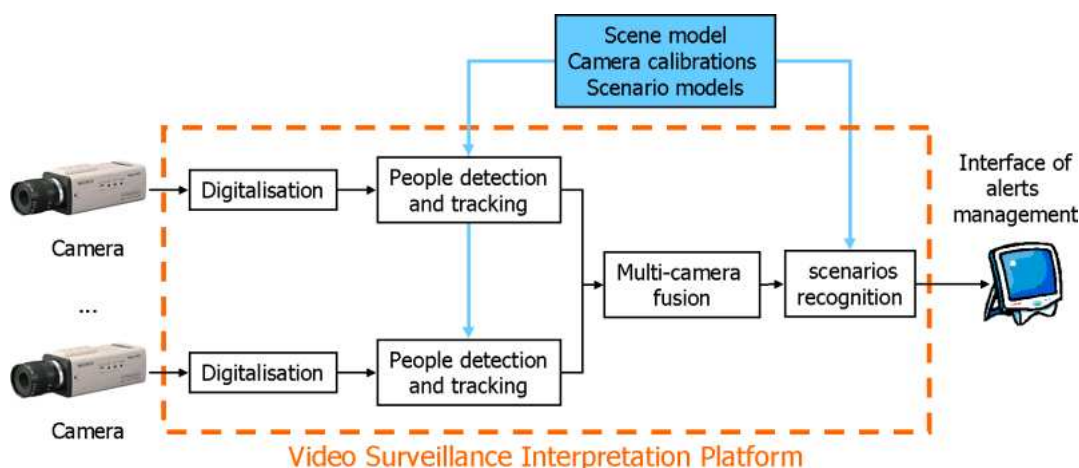 Scene model
Camera calibrations
Scenario models
Digitalisation
People detection
and tracking
Interface of
alerts
management
Camera
Multi-camera
fusion
scenarios
recognition
...
Digitalisation
People detection
and tracking
Camera
Video Surveillance Interpretation Platform